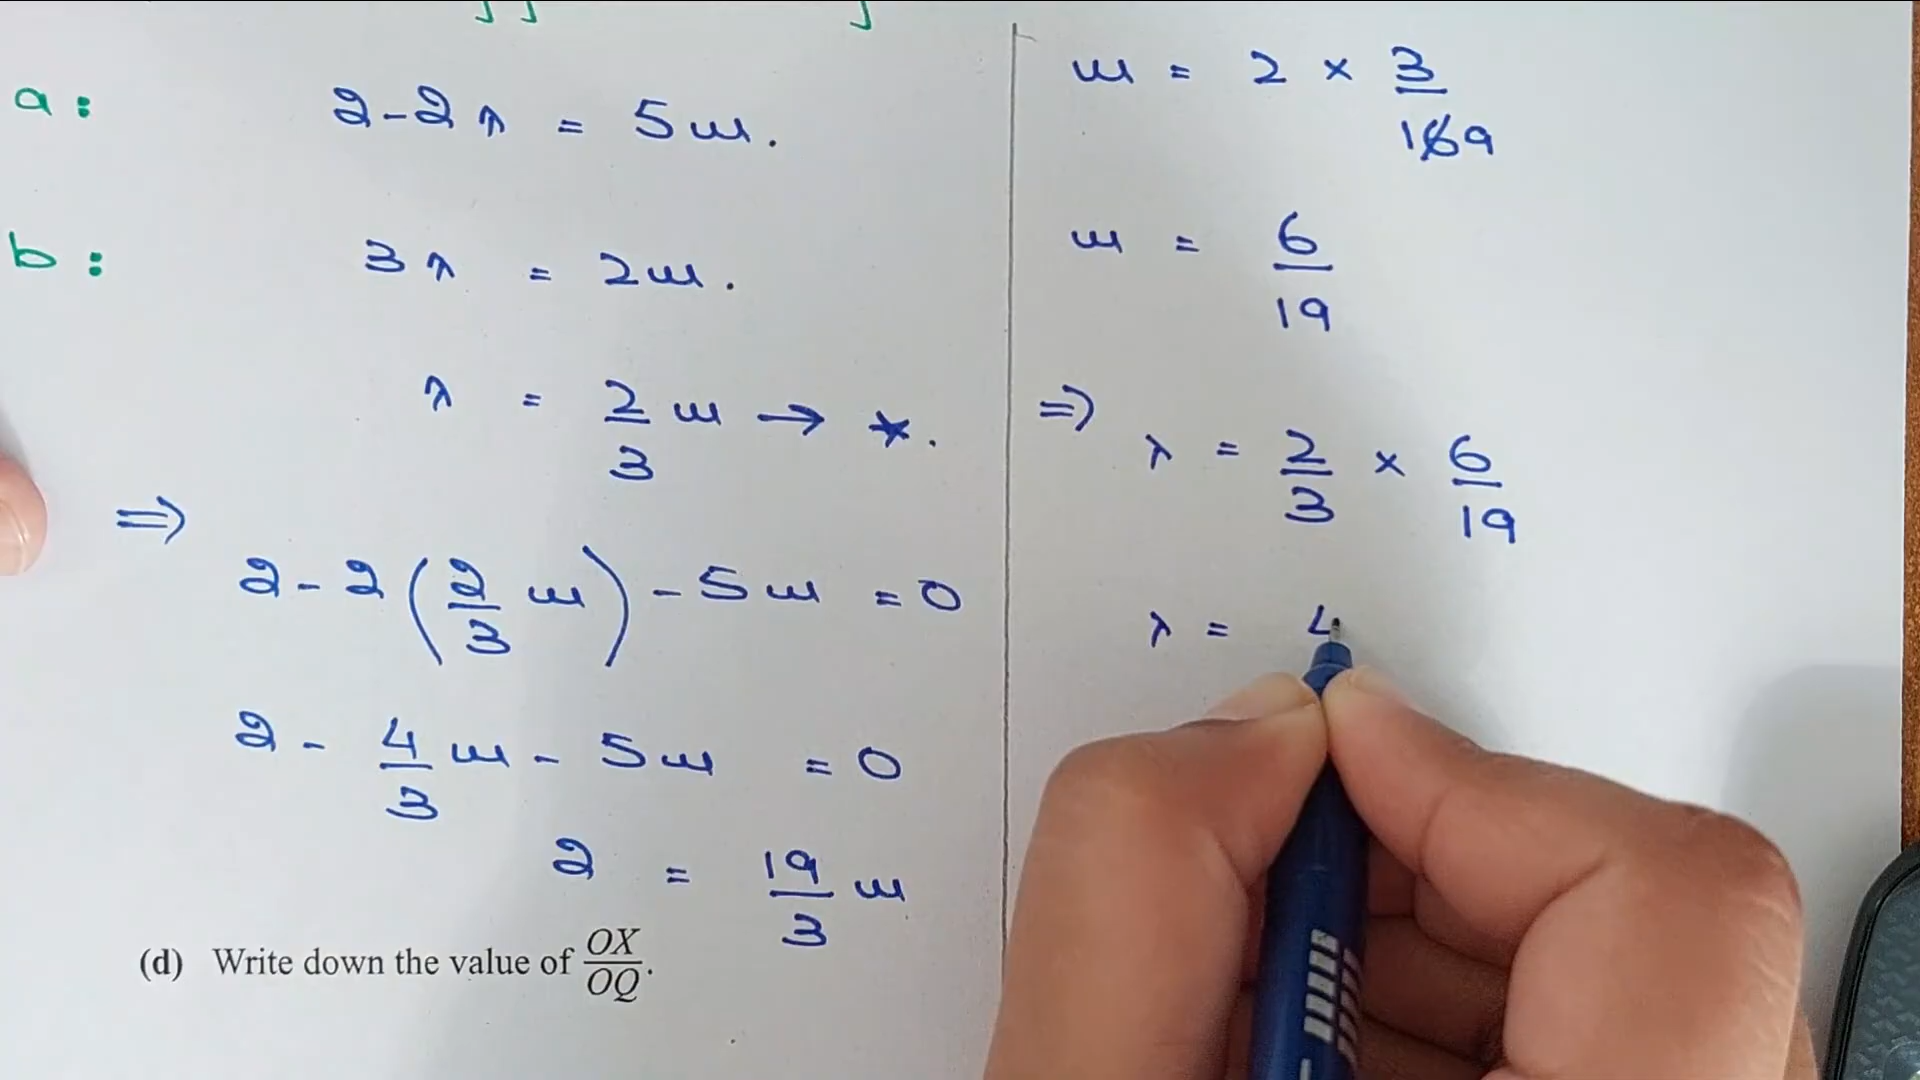 a: 2 - 2λ = 5μ.
b: 3λ = 2μ.
λ = 2/3 μ → *.
⇒
2 - 2(2/3 μ) - 5μ = 0
2 - 4/3 μ - 5μ = 0
2 = 19/3 μ
(d) Write down the value of OX/OQ.
μ = 2 × 3/19
μ = 6/19
⇒ λ = 2/3 × 6/19
λ = 4